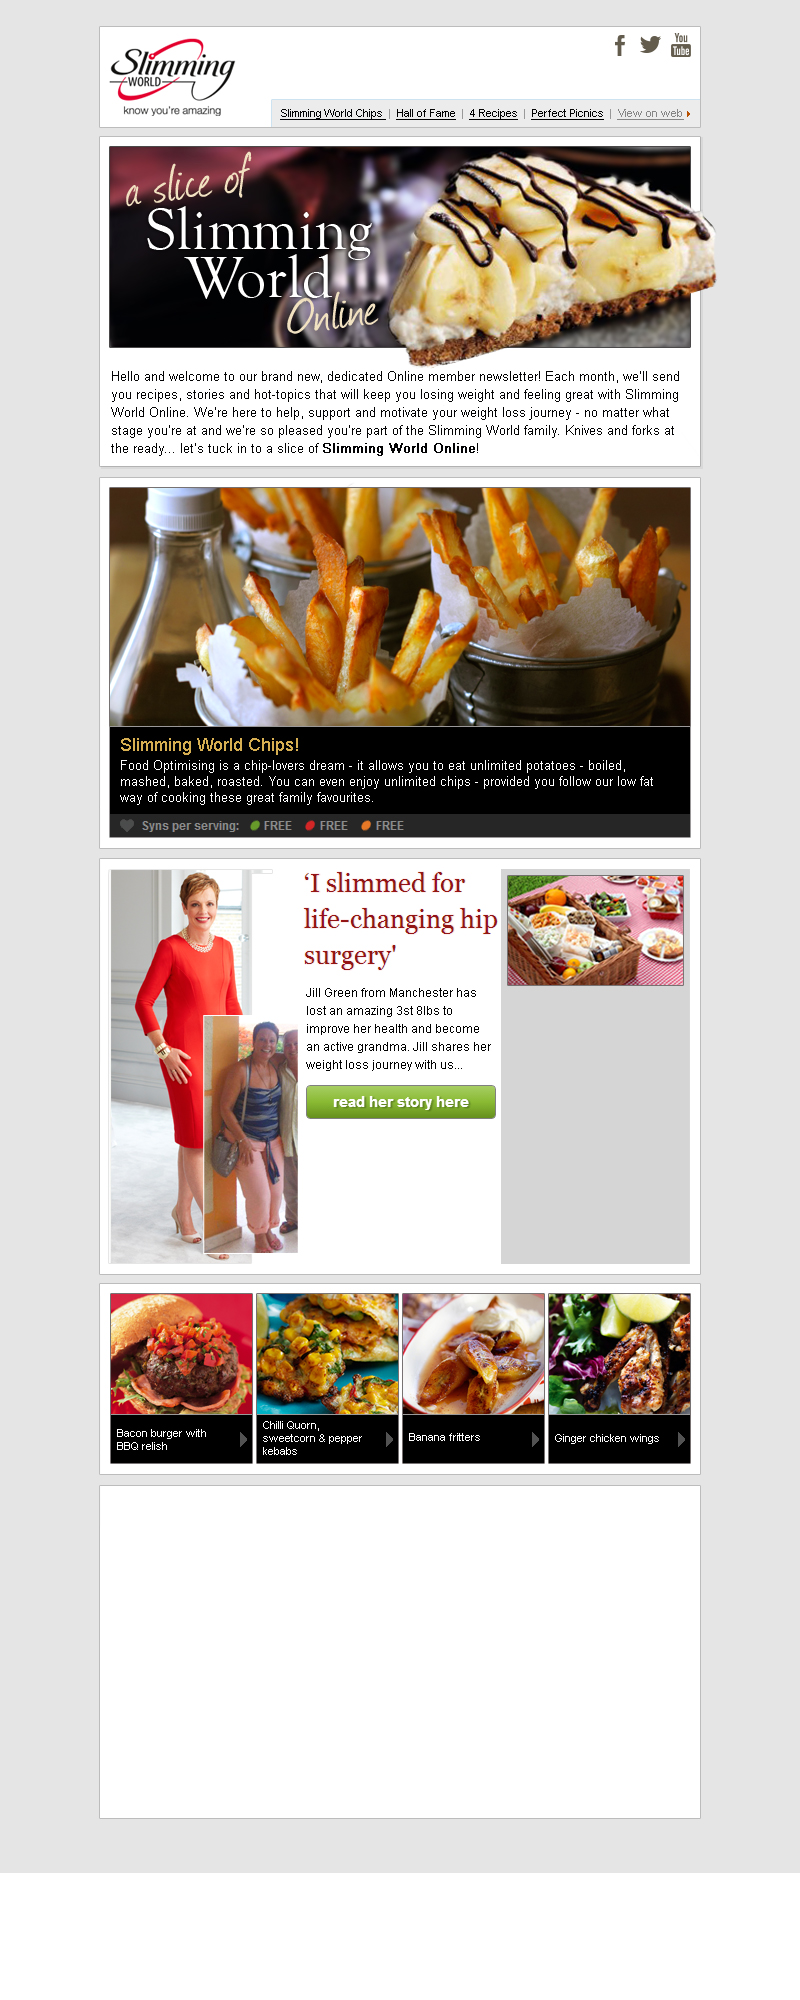 Slimming
WORLD
know you're amazing
You
Tube
Slimming World Chips | Hall of Fame | 4 Recipes | Perfect Picnics | View on web
a slice of
Slimming
World
Online
Hello and welcome to our brand new, dedicated Online member newsletter! Each month, we'll send
you recipes, stories and hot-topics that will keep you losing weight and feeling great with Slimming
World Online. We're here to help, support and motivate your weight loss journey - no matter what
stage you're at and we're so pleased you're part of the Slimming World family. Knives and forks at
the ready... let's tuck in to a slice of Slimming World Online!
Slimming World Chips!
Food Optimising is a chip-lovers dream - it allows you to eat unlimited potatoes - boiled,
mashed, baked, roasted. You can even enjoy unlimited chips - provided you follow our low fat
way of cooking these great family favourites.
Syns per serving: FREE FREE FREE
‘I slimmed for
life-changing hip
surgery'
Jill Green from Manchester has
lost an amazing 3st 8lbs to
improve her health and become
an active grandma. Jill shares her
weight loss journey with us...
read her story here
Bacon burger with
BBQ relish
Chilli Quorn,
sweetcorn & pepper
kebabs
Banana fritters
Ginger chicken wings